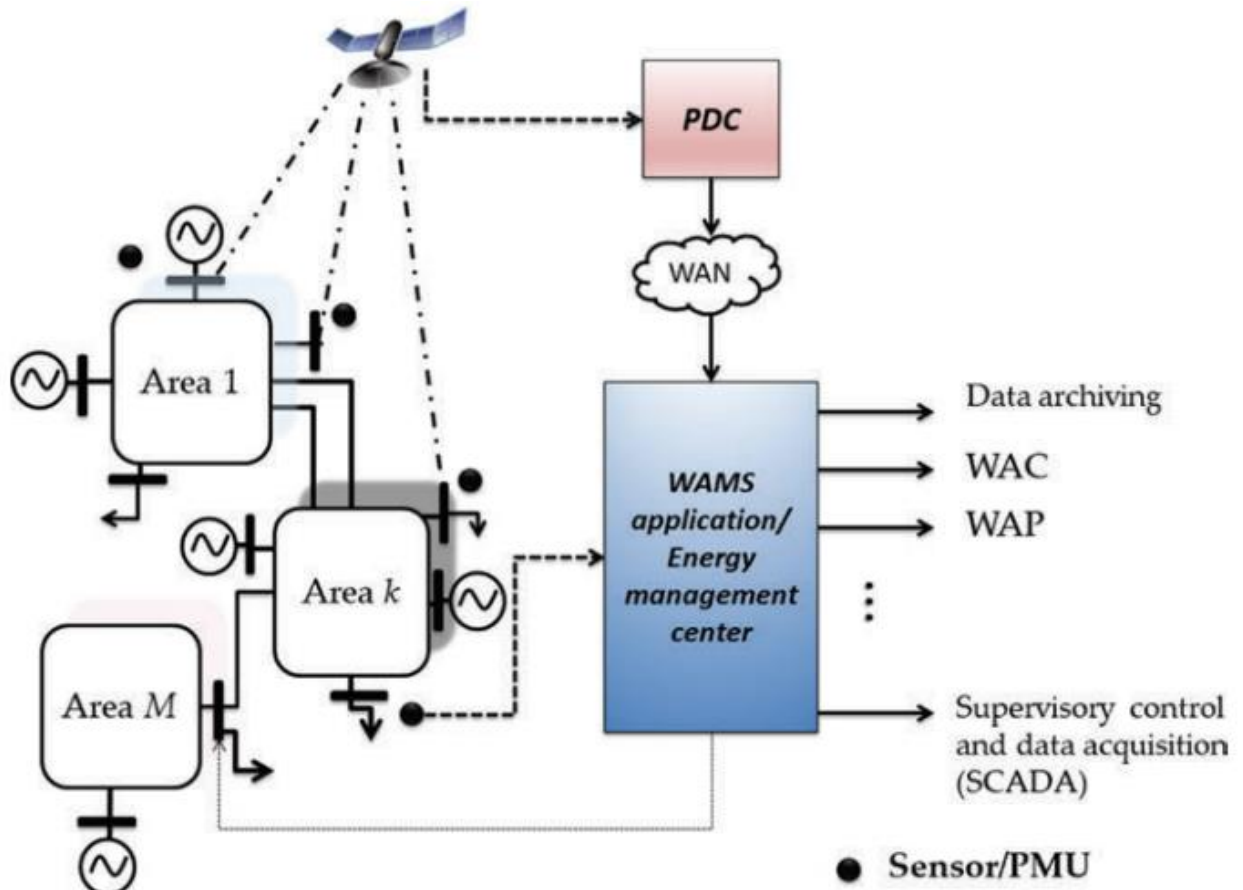 PDC
WAN
Area 1
Data archiving
WAC
WAP
WAMS
application/
Energy
management
center
Area k
Area M
Supervisory control
and data acquisition
(SCADA)
Sensor/PMU